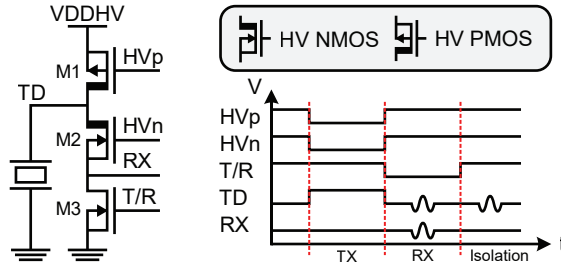 VDDHV
M1
HVp
TD
M2
HVn
RX
M3
T/R
HV NMOS
HV PMOS
V
HVp
HVn
T/R
TD
RX
TX
RX
Isolation
t